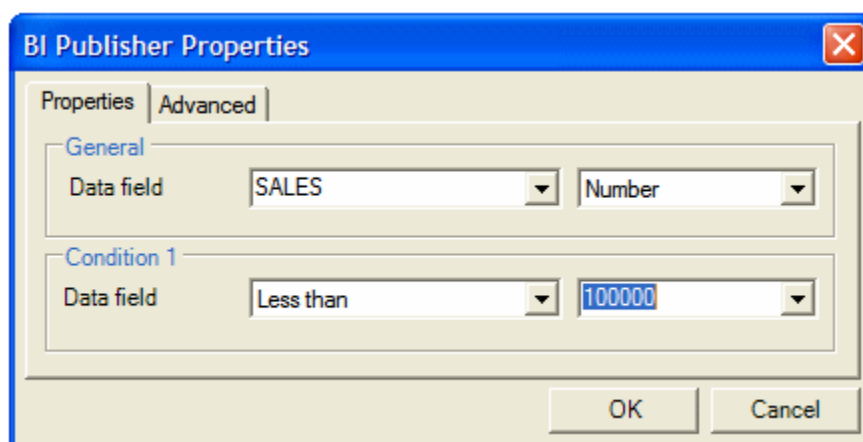 BI Publisher Properties
Properties Advanced
General
Data field SALES Number
Condition 1
Data field Less than 100000
OK Cancel